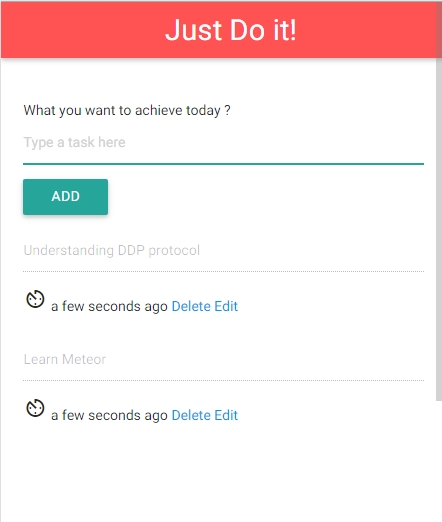 Just Do it!
What you want to achieve today ?
Type a task here
ADD
Understanding DDP protocol
a few seconds ago Delete Edit
Learn Meteor
a few seconds ago Delete Edit